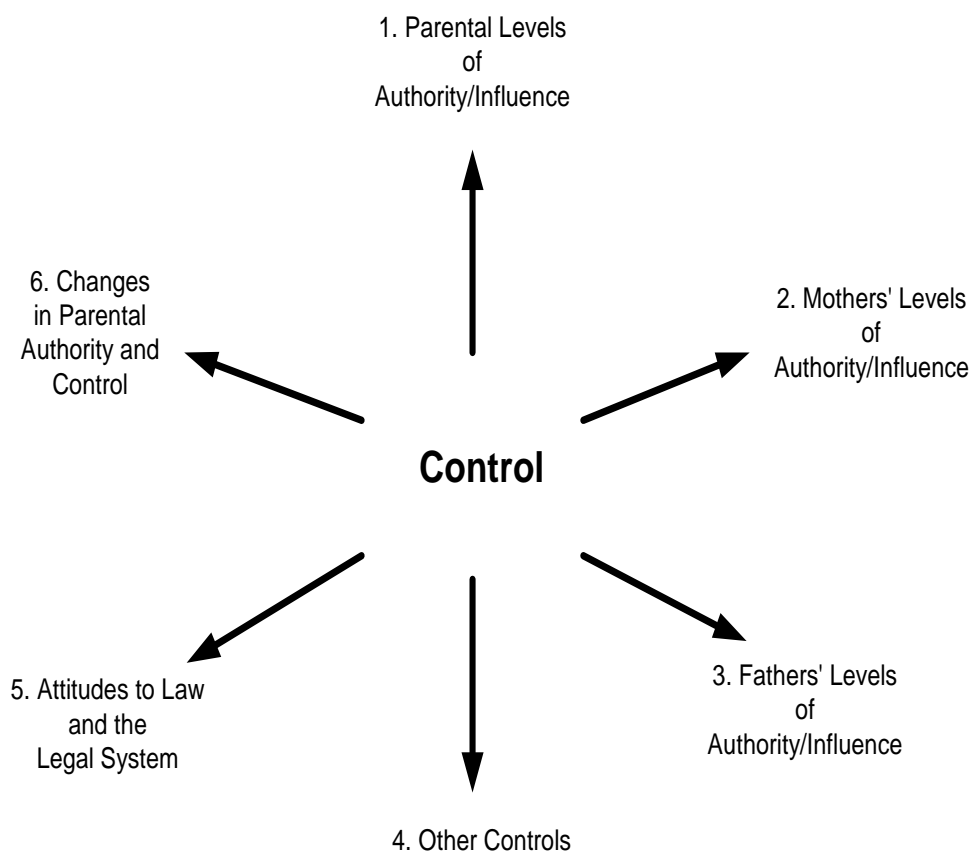 1. Parental Levels
of
Authority/Influence
2. Mothers' Levels
of
Authority/Influence
3. Fathers' Levels
of
Authority/Influence
4. Other Controls
5. Attitudes to Law
and the
Legal System
6. Changes
in Parental
Authority and
Control
Control